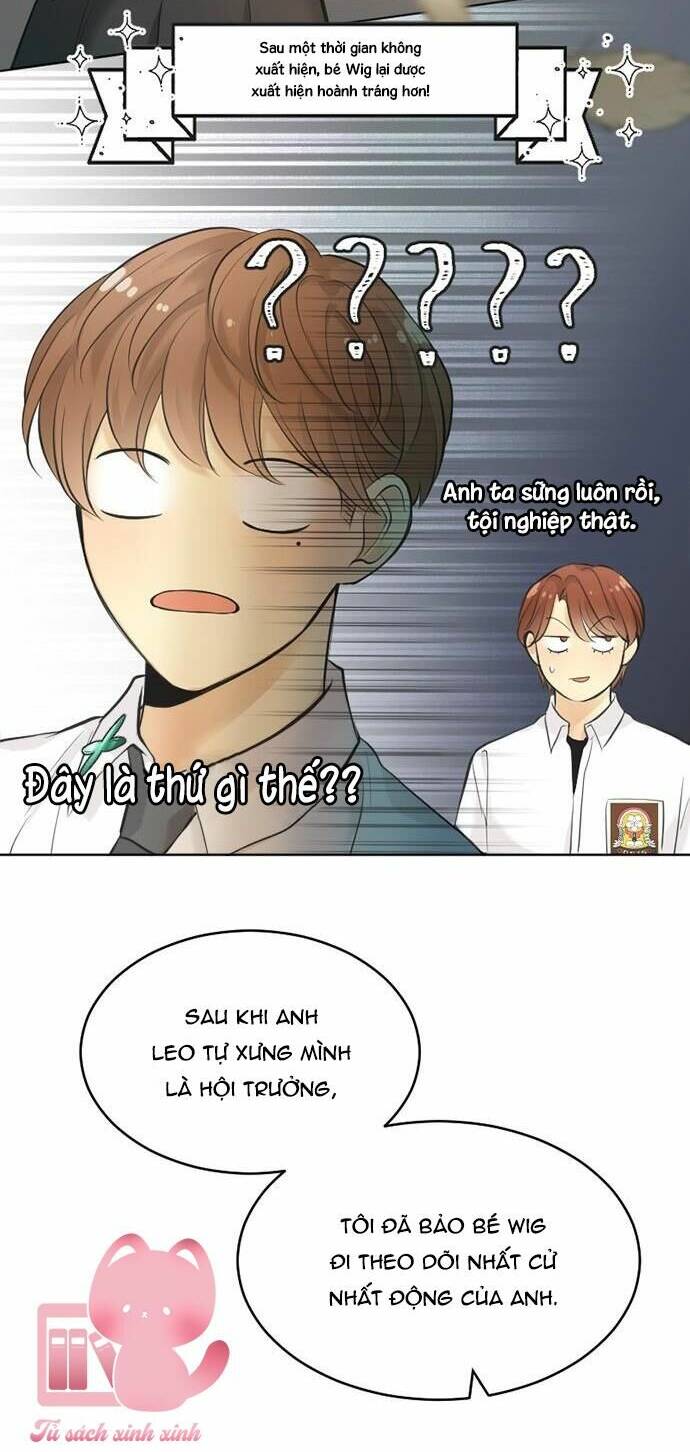 Sau một thời gian không
xuất hiện, bé Wig lại được
xuất hiện hoành tráng hơn!
? ? ? ? ?
Anh ta sững luôn rồi,
tội nghiệp thật.
Đây là thứ gì thế??
SAU KHI ANH
LEO TỰ XƯNG MÌNH
LÀ HỘI TRƯỞNG,
TÔI ĐÃ BẢO BÉ WIG
ĐI THEO DÕI NHẤT CỬ
NHẤT ĐỘNG CỦA ANH.
Tủ sách xinh xinh